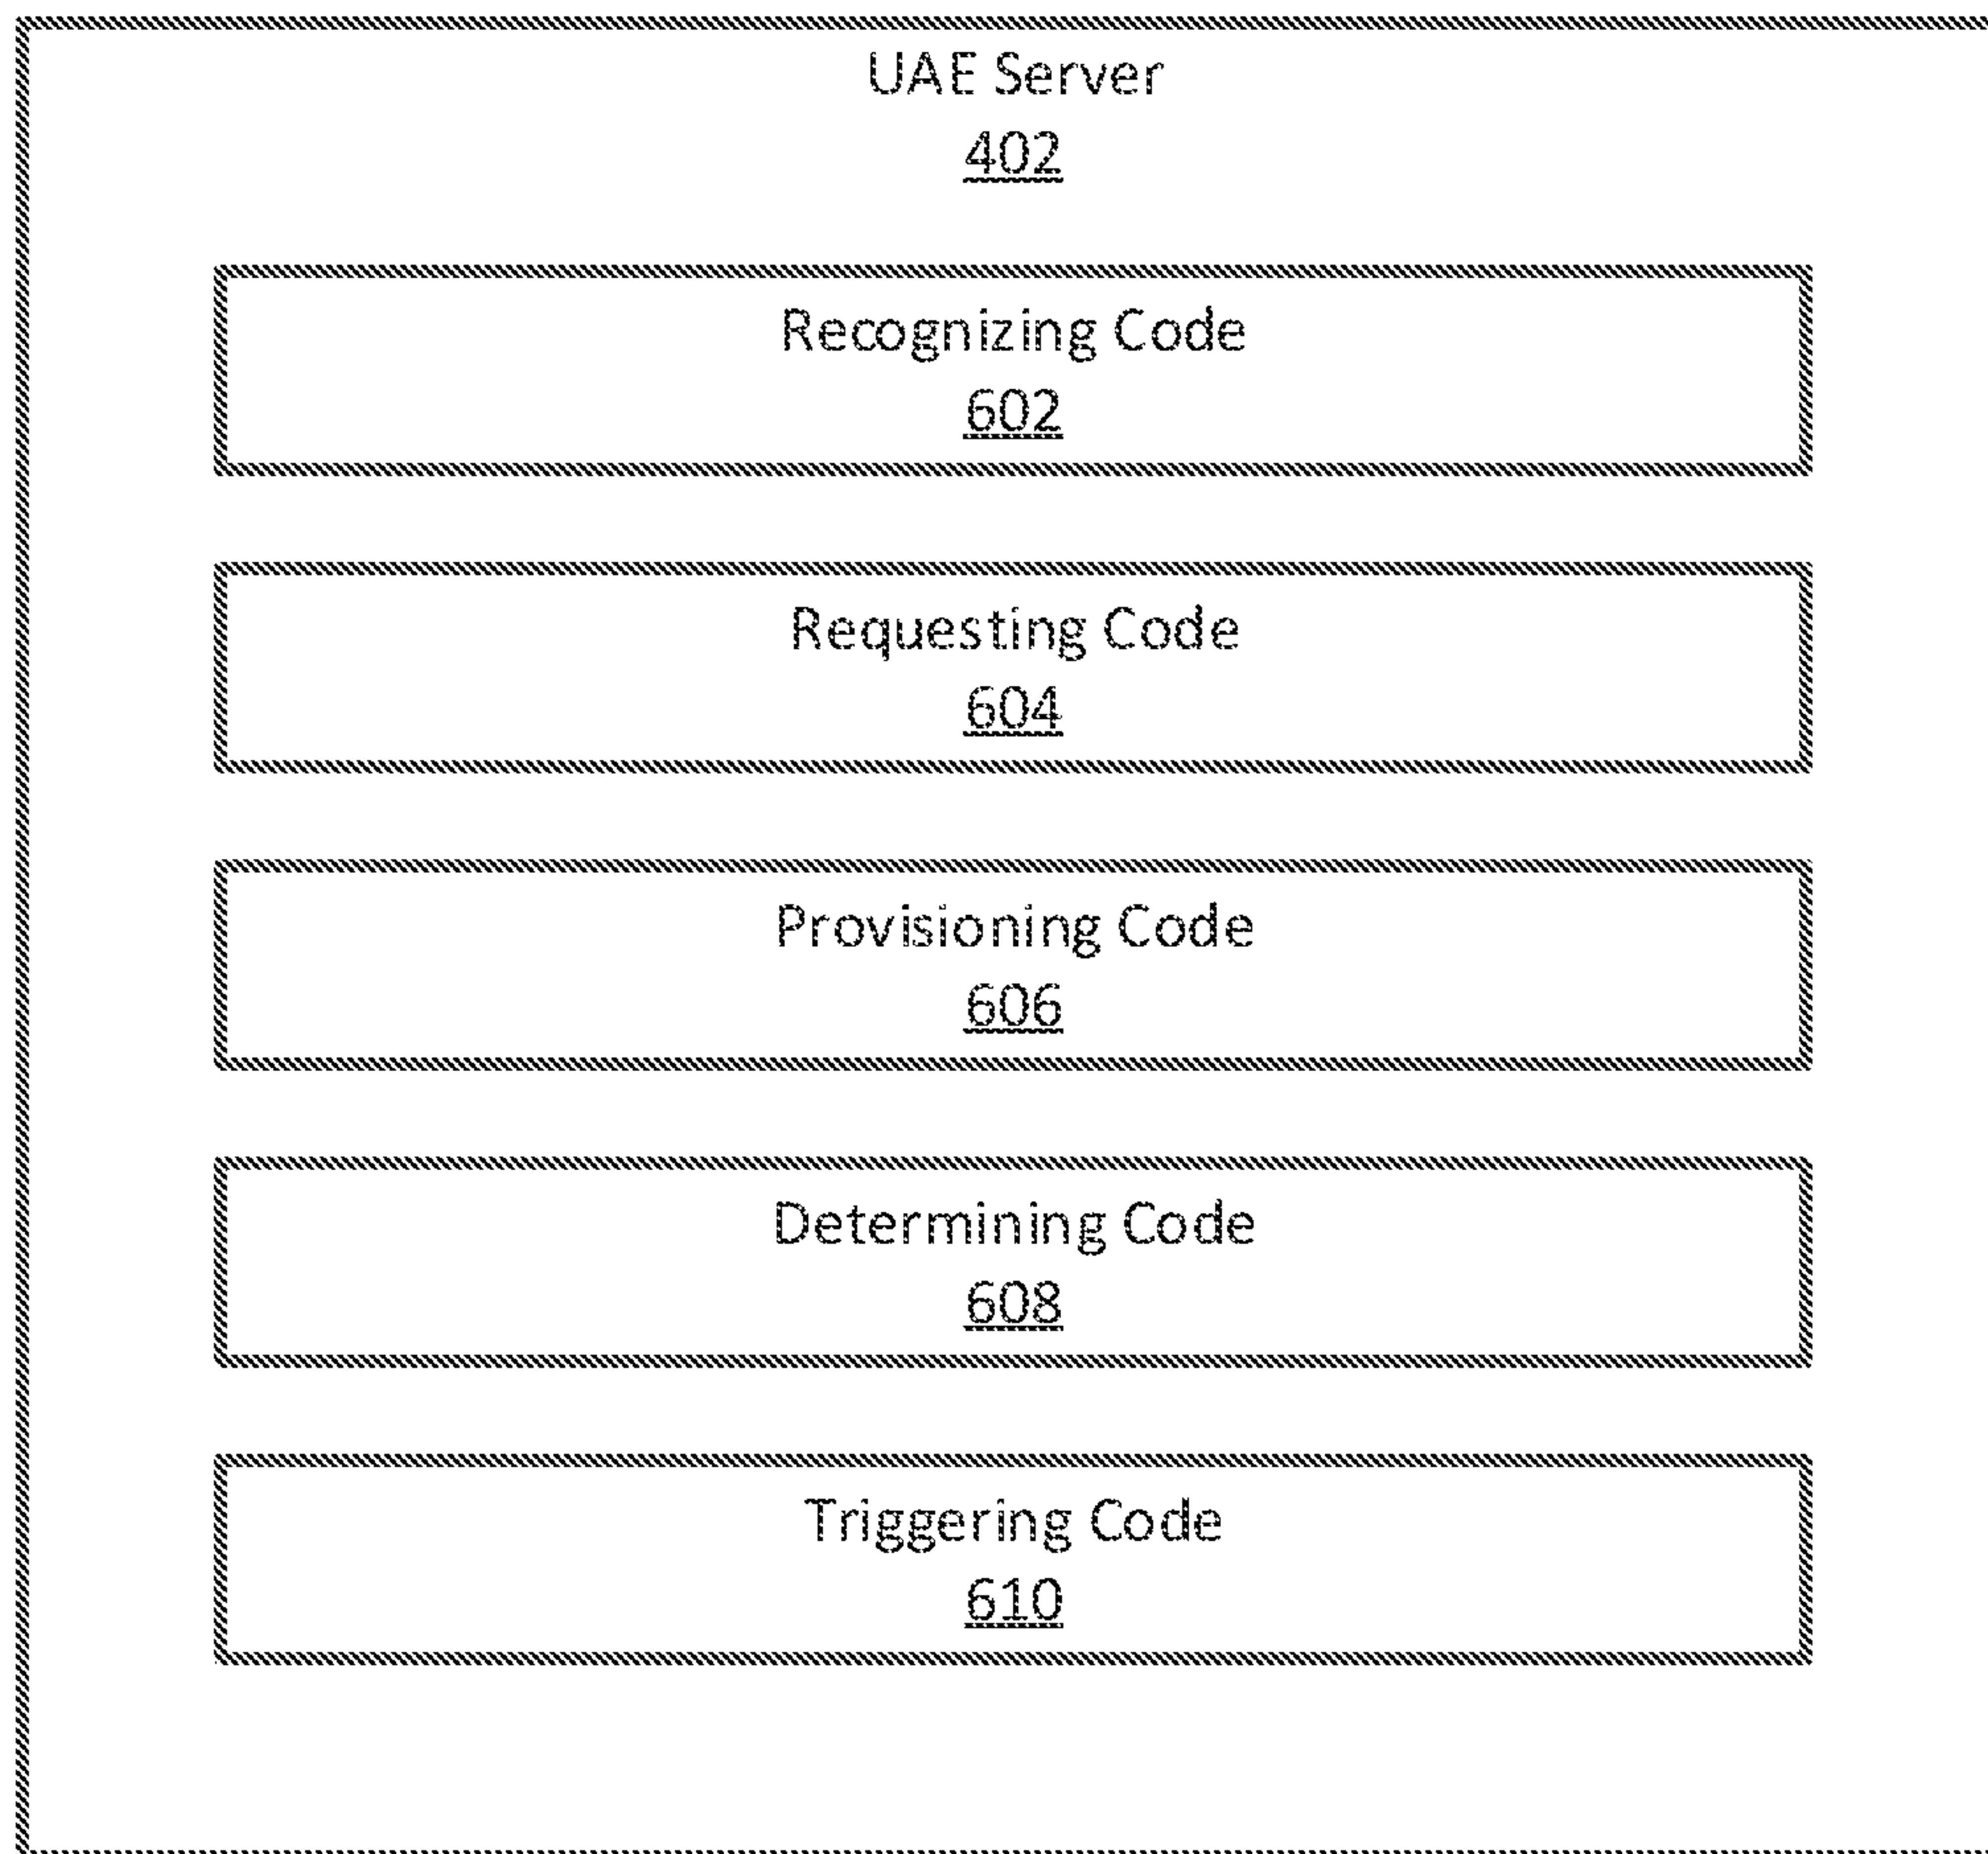 UAE Server
402
Recognizing Code
602
Requesting Code
604
Provisioning Code
606
Determining Code
608
Triggering Code
610